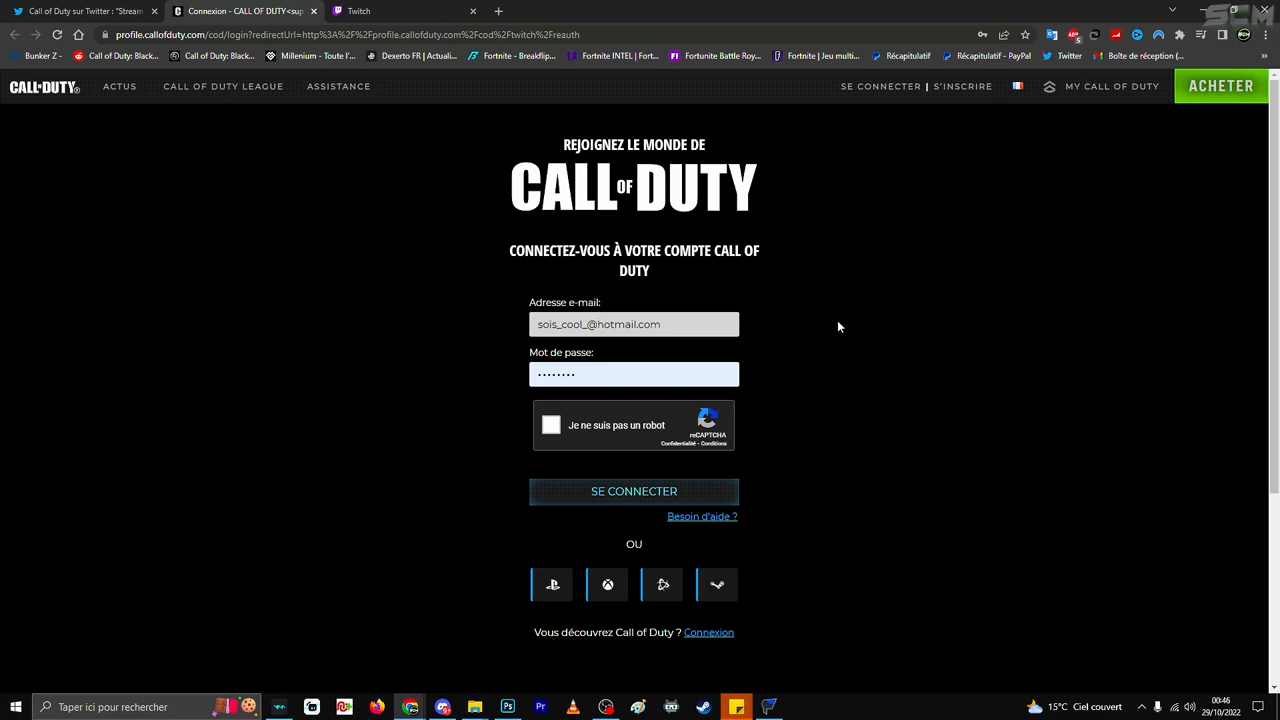 Call of Duty sur Twitter : "Stream
Connexion - CALL OF DUTY<sup
Twitch
SCM
profile.callofduty.com/cod/login?redirectUrl=http%3A%2F%2Fprofile.callofduty.com%2Fcod%2Ftwitch%2Freauth
Bunker Z -
Call of Duty: Black...
Call Of Duty: Black...
Millenium - Toute l'...
Dexerto FR | Actuali...
Fortnite - Breakflip...
Fortnite INTEL | Fort...
Fortunite Battle Roy...
Fortnite | Jeu multi...
Récapitulatif
Récapitulatif - PayPal
Twitter
Boîte de réception (...
»
CALL OF DUTY®
ACTUS
CALL OF DUTY LEAGUE
ASSISTANCE
SE CONNECTER | S'INSCRIRE
MY CALL OF DUTY
ACHETER
REJOIGNEZ LE MONDE DE
CALL OF DUTY
CONNECTEZ-VOUS À VOTRE COMPTE CALL OF
DUTY
Adresse e-mail:
sois_cool_@hotmail.com
Mot de passe:
••••••••
Je ne suis pas un robot
reCAPTCHA
Confidentialité - Conditions
SE CONNECTER
Besoin d'aide ?
OU
Vous découvrez Call of Duty ? Connexion
Taper ici pour rechercher
15°C Ciel couvert
00:46
29/10/2022